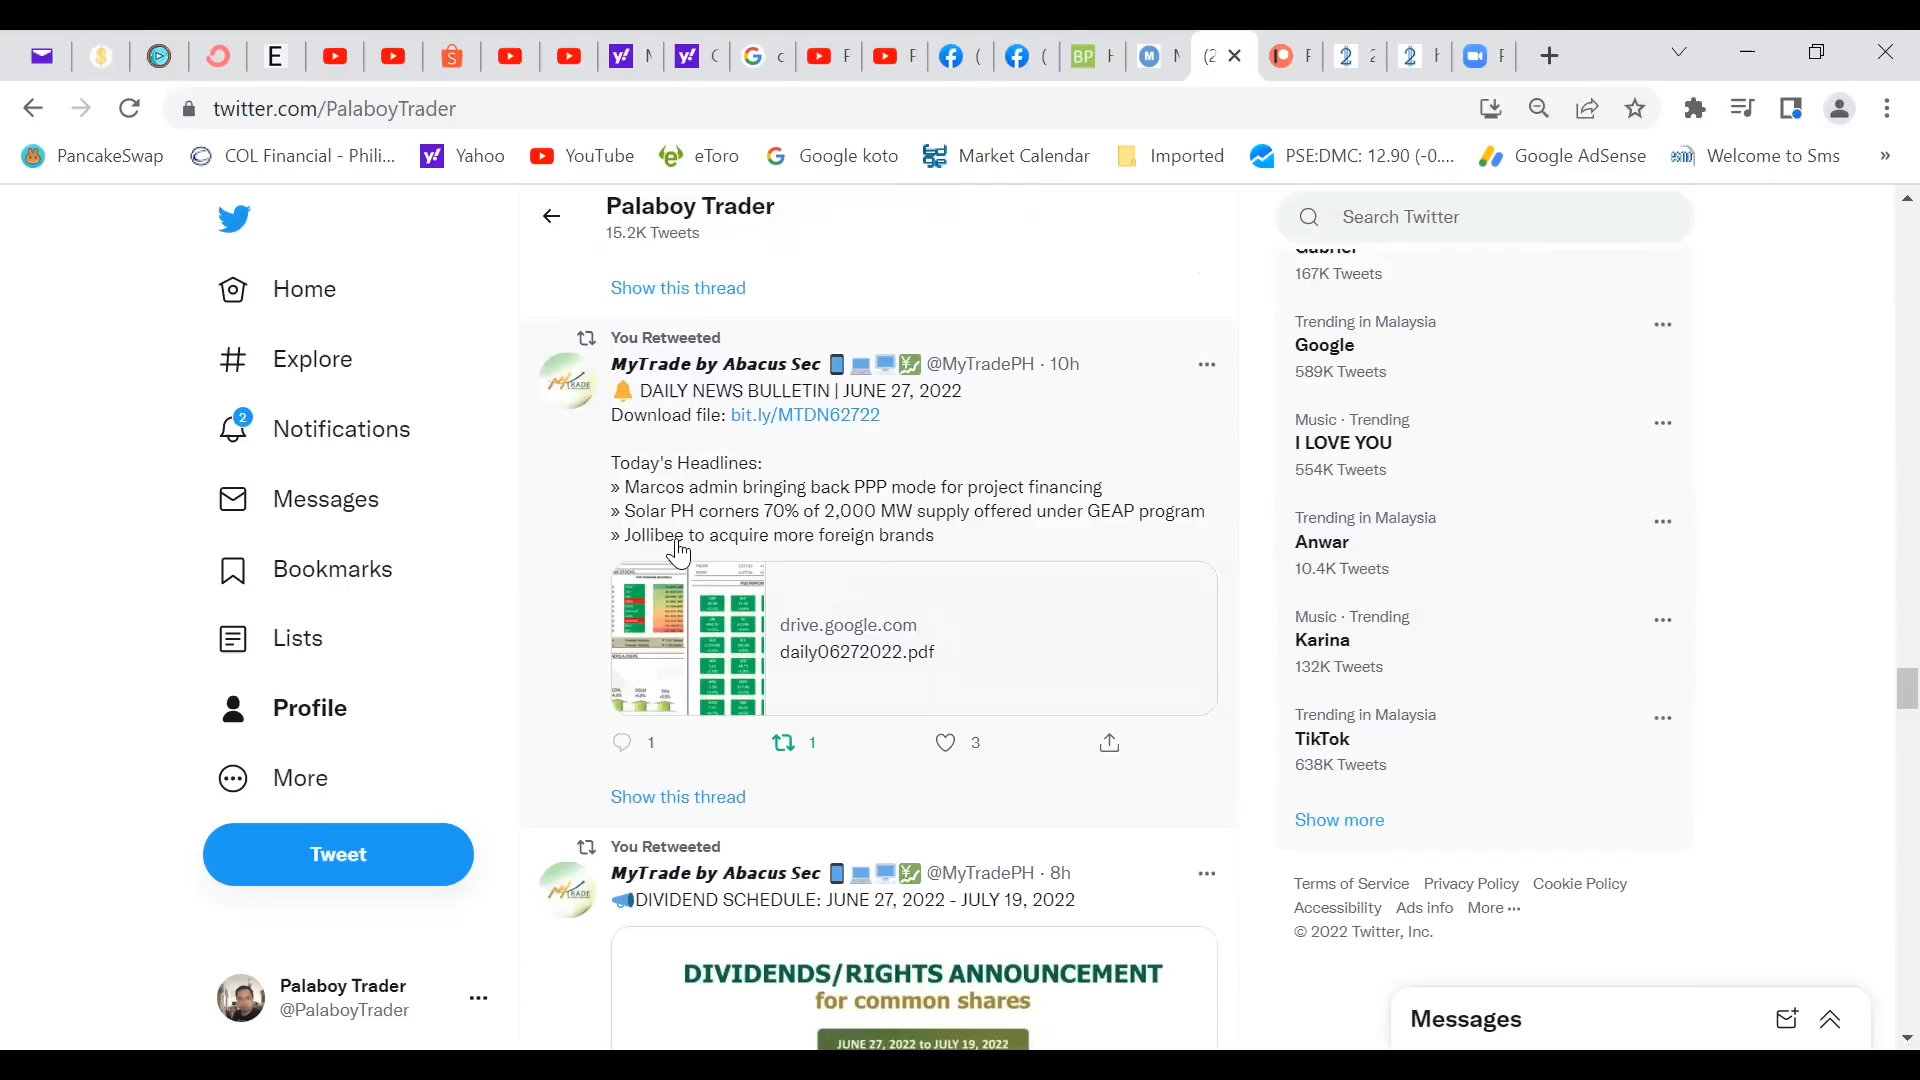 E
(2
twitter.com/PalaboyTrader
PancakeSwap
COL Financial - Phili...
Yahoo
YouTube
eToro
Google koto
Market Calendar
Imported
PSE:DMC: 12.90 (-0....
Google AdSense
Welcome to Sms
»
Home
Explore
2
Notifications
Messages
Bookmarks
Lists
Profile
More
Tweet
Palaboy Trader
@PalaboyTrader
Palaboy Trader
15.2K Tweets
Show this thread
You Retweeted
MyTrade by Abacus Sec @MyTradePH · 10h
DAILY NEWS BULLETIN | JUNE 27, 2022
Download file: bit.ly/MTDN62722
Today's Headlines:
» Marcos admin bringing back PPP mode for project financing
» Solar PH corners 70% of 2,000 MW supply offered under GEAP program
» Jollibee to acquire more foreign brands
drive.google.com
daily06272022.pdf
1
1
3
Show this thread
You Retweeted
MyTrade by Abacus Sec @MyTradePH · 8h
DIVIDEND SCHEDULE: JUNE 27, 2022 - JULY 19, 2022
DIVIDENDS/RIGHTS ANNOUNCEMENT
for common shares
JUNE 27, 2022 to JULY 19, 2022
Search Twitter
Gabriel
167K Tweets
Trending in Malaysia
Google
589K Tweets
Music · Trending
I LOVE YOU
554K Tweets
Trending in Malaysia
Anwar
10.4K Tweets
Music · Trending
Karina
132K Tweets
Trending in Malaysia
TikTok
638K Tweets
Show more
Terms of Service Privacy Policy Cookie Policy
Accessibility Ads info More ···
© 2022 Twitter, Inc.
Messages